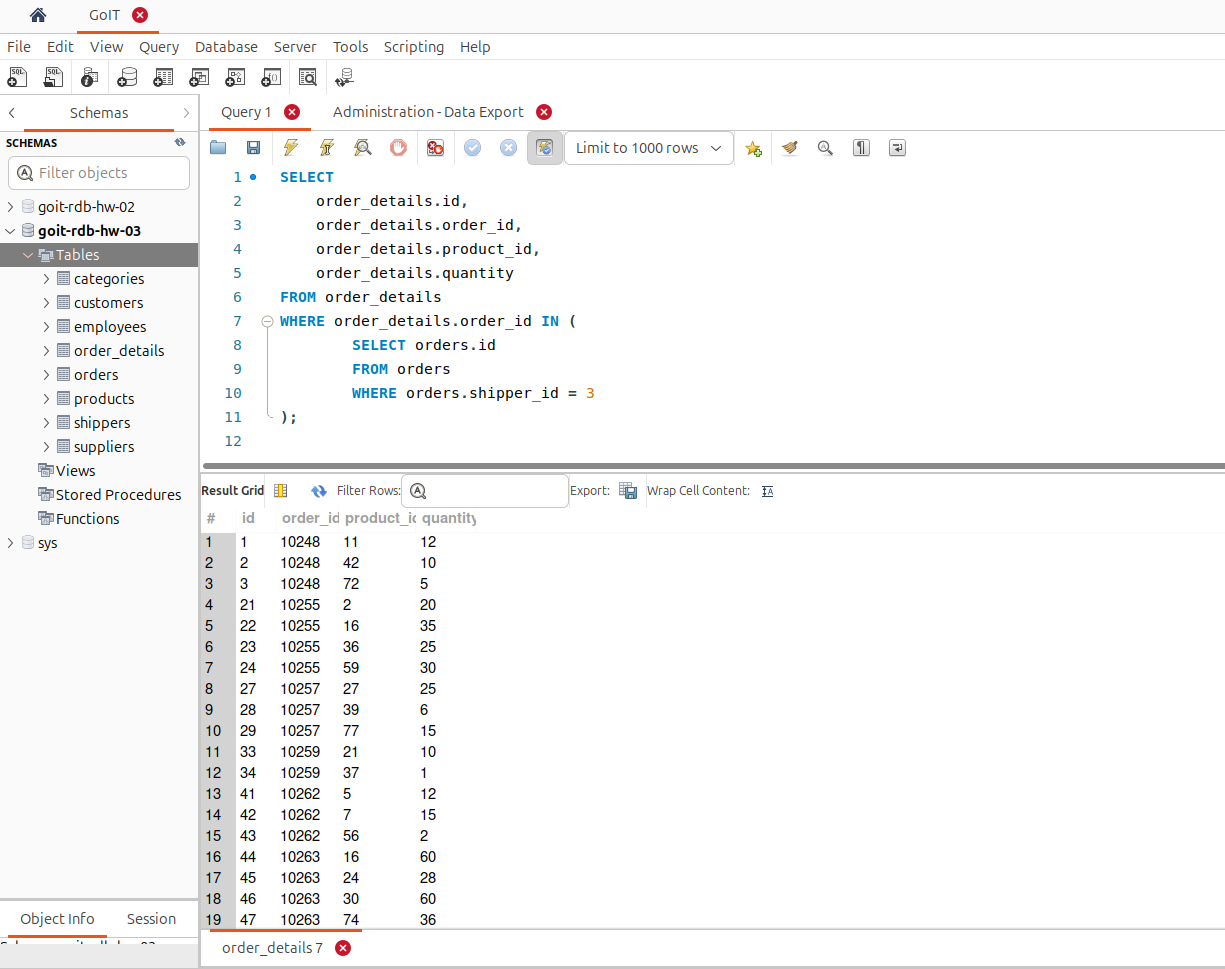 GoIT
File Edit View Query Database Server Tools Scripting Help
Schemas
SCHEMAS
Filter objects
goit-rdb-hw-02
goit-rdb-hw-03
Tables
categories
customers
employees
order_details
orders
products
shippers
suppliers
Views
Stored Procedures
Functions
sys
Object Info Session
Query 1 Administration - Data Export
Limit to 1000 rows
1 SELECT
2 order_details.id,
3 order_details.order_id,
4 order_details.product_id,
5 order_details.quantity
6 FROM order_details
7 WHERE order_details.order_id IN (
8 SELECT orders.id
9 FROM orders
10 WHERE orders.shipper_id = 3
11 );
12
Result Grid Filter Rows: Export: Wrap Cell Content:
# id order_id product_id quantity
1 1 10248 11 12
2 2 10248 42 10
3 3 10248 72 5
4 21 10255 2 20
5 22 10255 16 35
6 23 10255 36 25
7 24 10255 59 30
8 27 10257 27 25
9 28 10257 39 6
10 29 10257 77 15
11 33 10259 21 10
12 34 10259 37 1
13 41 10262 5 12
14 42 10262 7 15
15 43 10262 56 2
16 44 10263 16 60
17 45 10263 24 28
18 46 10263 30 60
19 47 10263 74 36
order_details 7